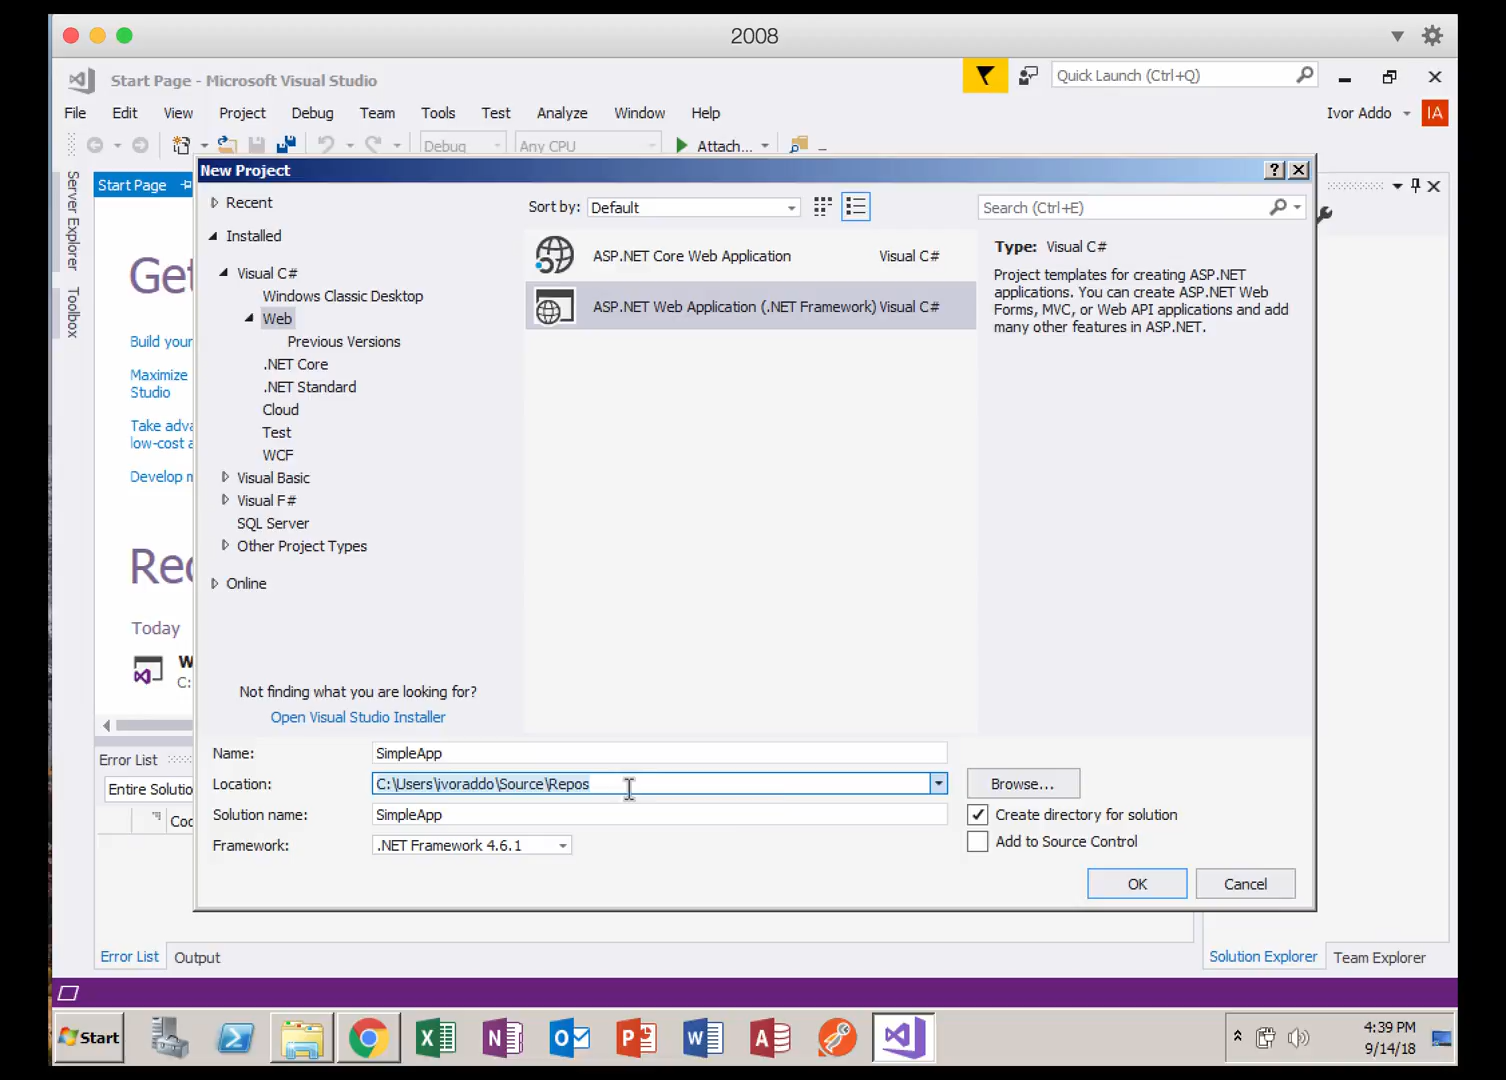 2008
Start Page - Microsoft Visual Studio
Quick Launch (Ctrl+Q)
File Edit View Project Debug Team Tools Test Analyze Window Help
Ivor Addo IA
Debug Any CPU Attach...
Server Explorer
Toolbox
Start Page
New Project
Recent
Installed
Visual C#
Windows Classic Desktop
Web
Previous Versions
.NET Core
.NET Standard
Cloud
Test
WCF
Visual Basic
Visual F#
SQL Server
Other Project Types
Online
Not finding what you are looking for?
Open Visual Studio Installer
Sort by: Default
Search (Ctrl+E)
ASP.NET Core Web Application Visual C#
ASP.NET Web Application (.NET Framework) Visual C#
Type: Visual C#
Project templates for creating ASP.NET
applications. You can create ASP.NET Web
Forms, MVC, or Web API applications and add
many other features in ASP.NET.
Get
Build your
Maximize
Studio
Take adva
low-cost a
Develop m
Rec
Today
W
C:
Name: SimpleApp
Location: C:\Users\ivoraddo\Source\Repos
Browse...
Solution name: SimpleApp
Create directory for solution
Framework: .NET Framework 4.6.1
Add to Source Control
OK Cancel
Error List
Entire Solutio
Coc
Error List Output
Solution Explorer Team Explorer
Start
4:39 PM
9/14/18